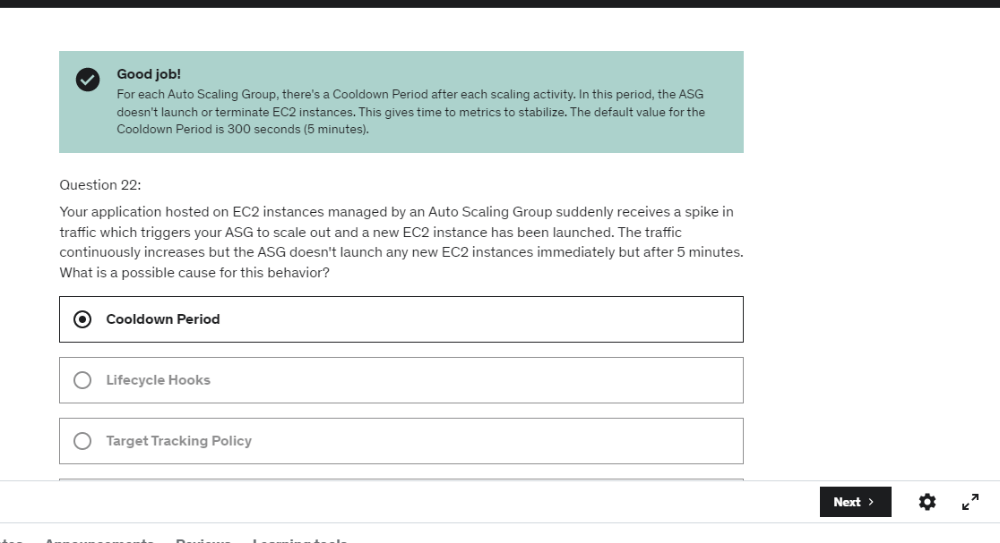 Good job!
For each Auto Scaling Group, there's a Cooldown Period after each scaling activity. In this period, the ASG
doesn't launch or terminate EC2 instances. This gives time to metrics to stabilize. The default value for the
Cooldown Period is 300 seconds (5 minutes).
Question 22:
Your application hosted on EC2 instances managed by an Auto Scaling Group suddenly receives a spike in
traffic which triggers your ASG to scale out and a new EC2 instance has been launched. The traffic
continuously increases but the ASG doesn't launch any new EC2 instances immediately but after 5 minutes.
What is a possible cause for this behavior?
Cooldown Period
Lifecycle Hooks
Target Tracking Policy
Next
Announcements Reviews Learning tools